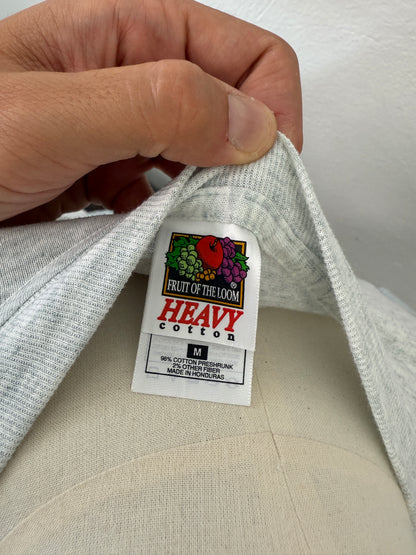 FRUIT OF THE LOOM
HEAVY
cotton
M
98% COTTON PRESHRUNK
2% OTHER FIBER
MADE IN HONDURAS